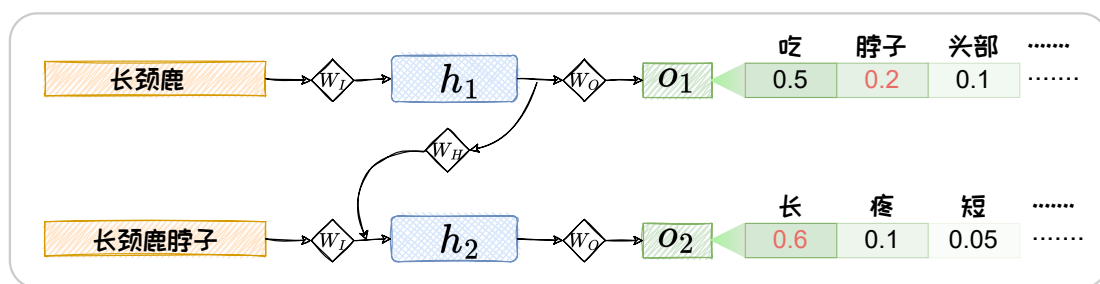 吃 脖子 头部 ·······
长颈鹿 W_I h_1 W_O o_1 0.5 0.2 0.1 ·······
W_H
长 疼 短 ·······
长颈鹿脖子 W_I h_2 W_O o_2 0.6 0.1 0.05 ·······